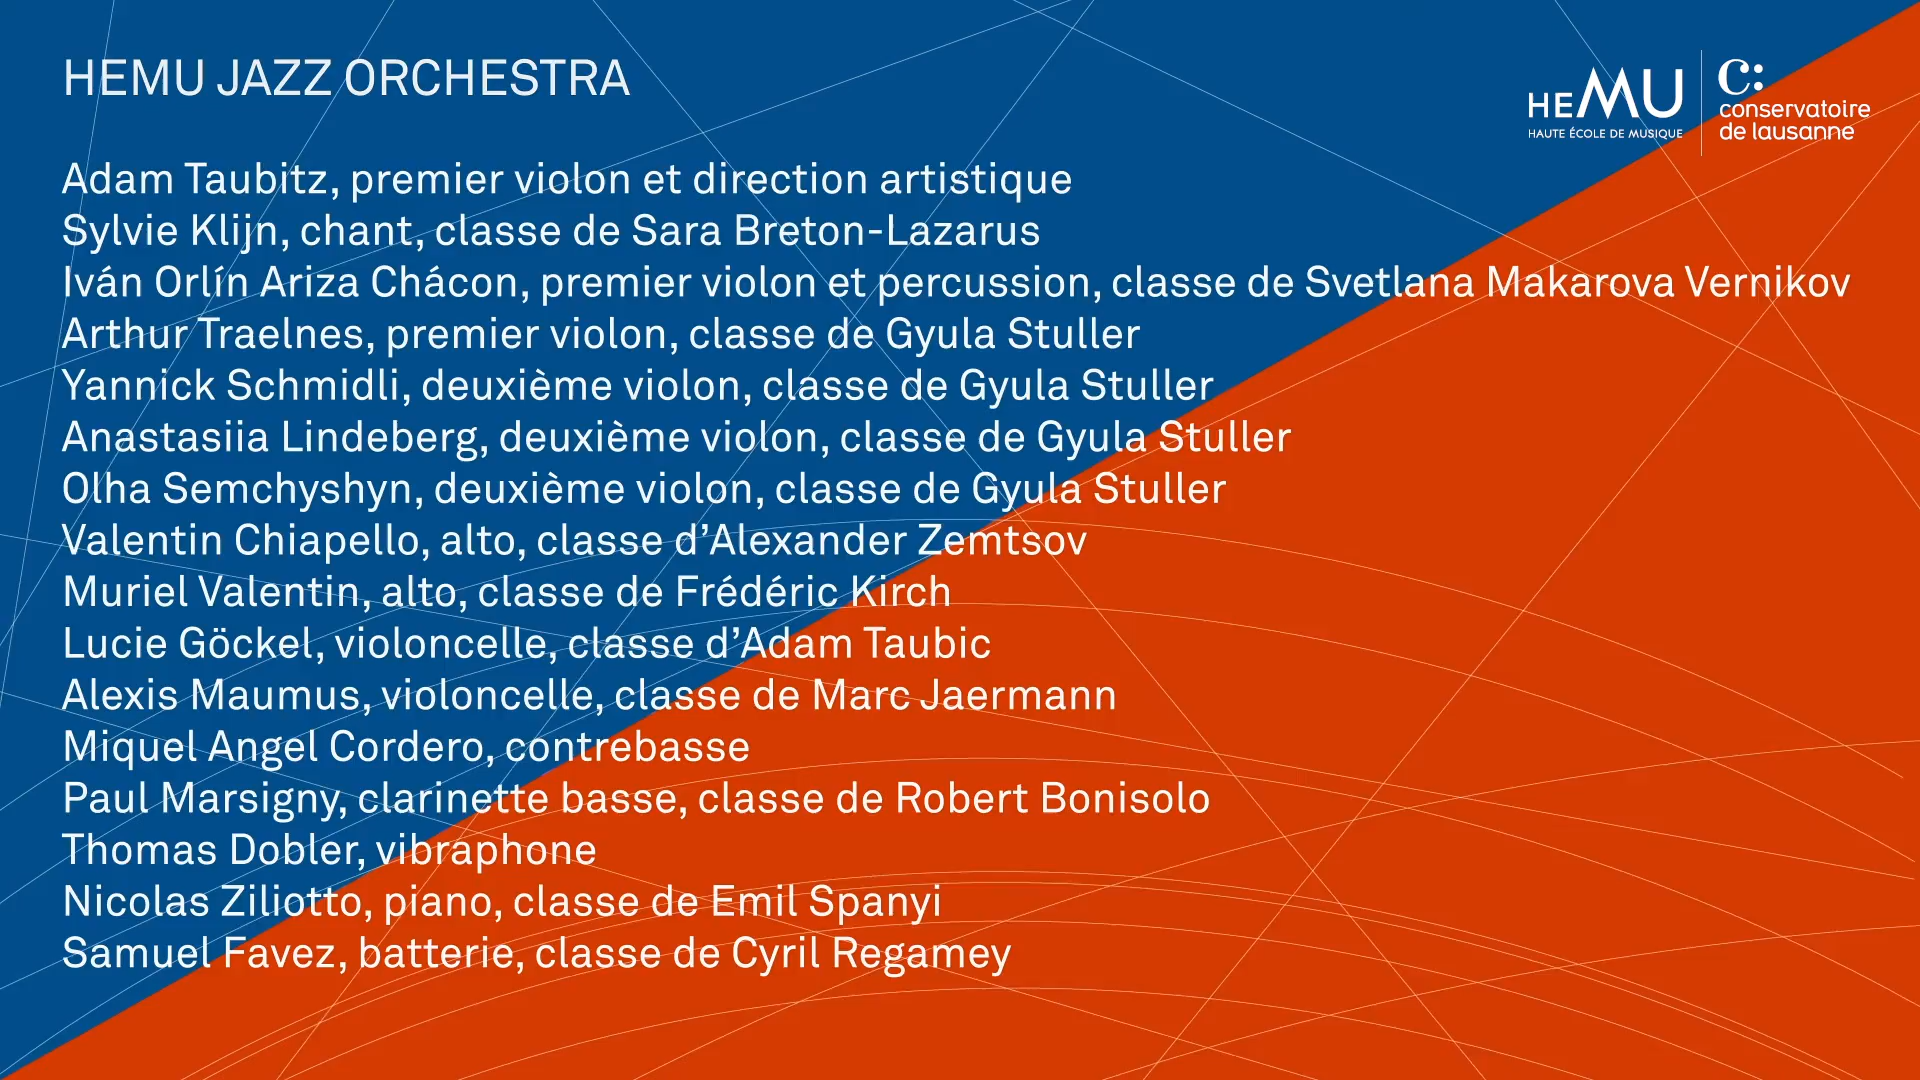 HEMU JAZZ ORCHESTRA
HEMU
HAUTE ÉCOLE DE MUSIQUE
C:
conservatoire
de lausanne
Adam Taubitz, premier violon et direction artistique
Sylvie Klijn, chant, classe de Sara Breton-Lazarus
Iván Orlín Ariza Chácon, premier violon et percussion, classe de Svetlana Makarova Vernikov
Arthur Traelnes, premier violon, classe de Gyula Stuller
Yannick Schmidli, deuxième violon, classe de Gyula Stuller
Anastasiia Lindeberg, deuxième violon, classe de Gyula Stuller
Olha Semchyshyn, deuxième violon, classe de Gyula Stuller
Valentin Chiapello, alto, classe d’Alexander Zemtsov
Muriel Valentin, alto, classe de Frédéric Kirch
Lucie Göckel, violoncelle, classe d’Adam Taubic
Alexis Maumus, violoncelle, classe de Marc Jaermann
Miquel Angel Cordero, contrebasse
Paul Marsigny, clarinette basse, classe de Robert Bonisolo
Thomas Dobler, vibraphone
Nicolas Ziliotto, piano, classe de Emil Spanyi
Samuel Favez, batterie, classe de Cyril Regamey